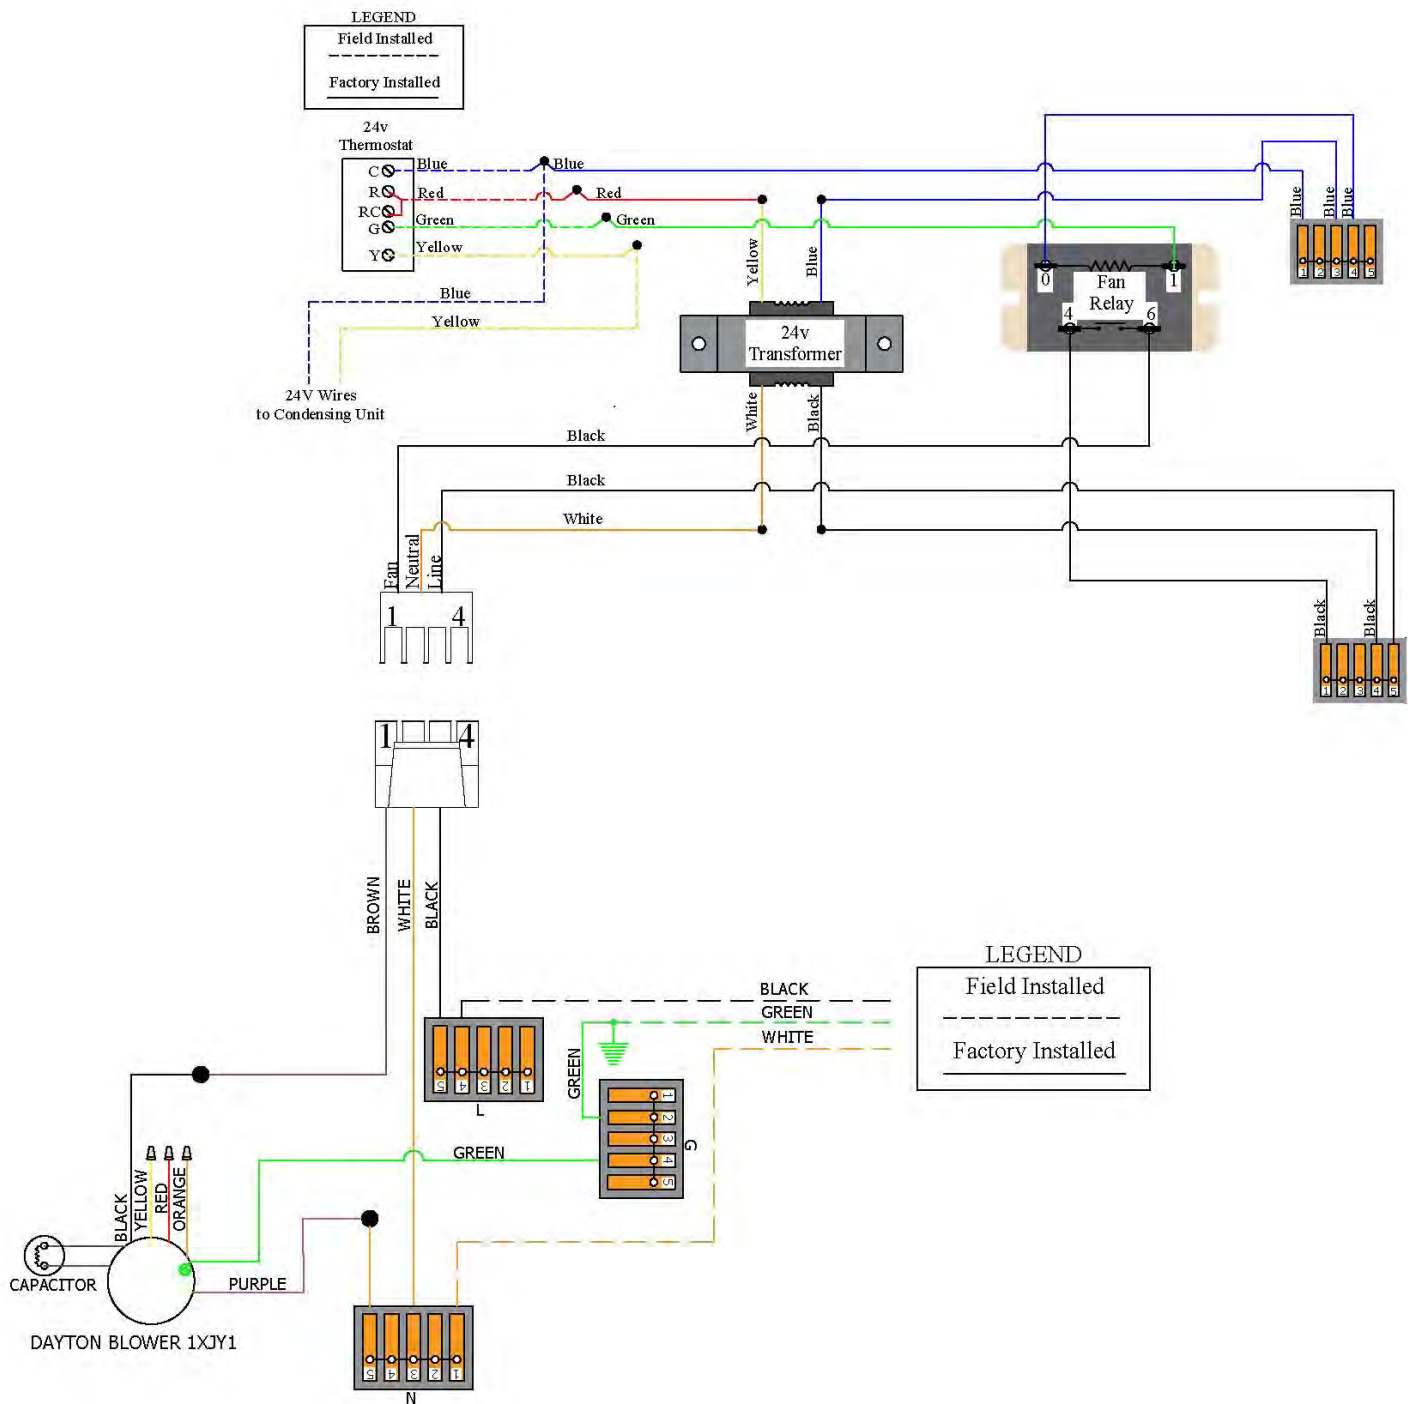 LEGEND
Field Installed
Factory Installed
24v
Thermostat
C
R
RC
G
Y
Blue
Blue
Red
Red
Green
Green
Yellow
Blue
Yellow
24V Wires
to Condensing Unit
Yellow
Blue
24v
Transformer
White
Black
0
1
Fan
Relay
4
6
Blue
Blue
Blue
1 2 3 4 5
Black
Black
White
Fan
Neutral
Line
1 4
Black
Black
1 2 3 4 5
1 4
BROWN
WHITE
BLACK
BLACK
GREEN
WHITE
LEGEND
Field Installed
Factory Installed
5 4 3 2 1
L
GREEN
1
2
3
4
5
G
GREEN
BLACK
YELLOW
RED
ORANGE
CAPACITOR
PURPLE
DAYTON BLOWER 1XJY1
5 4 3 2 1
N